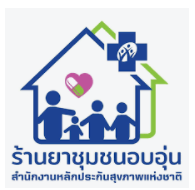 ร้านยาชุมชนอบอุ่น
สำนักงานหลักประกันสุขภาพแห่งชาติ